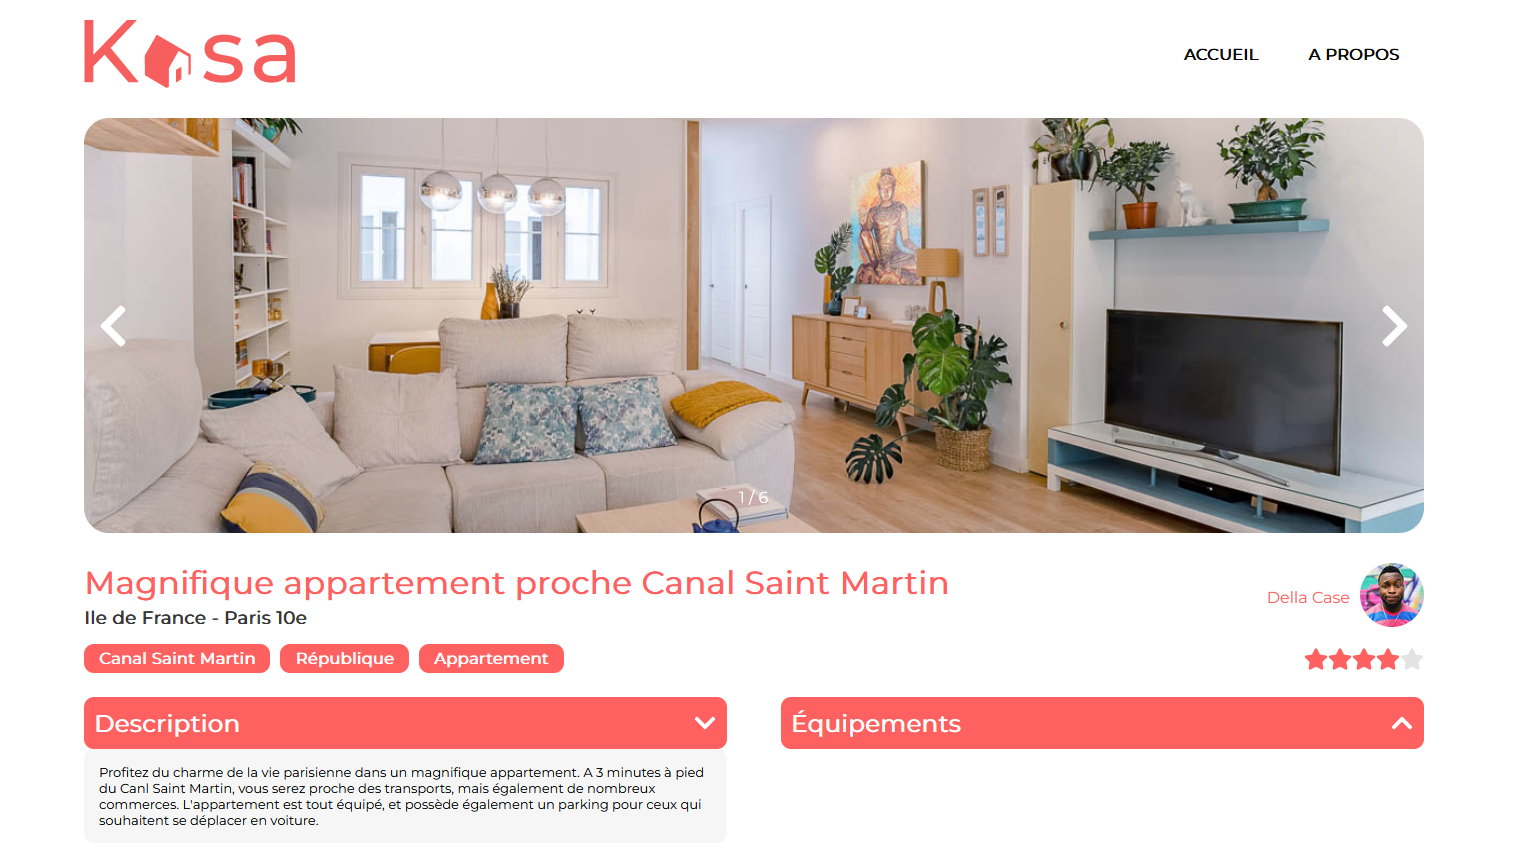 Kasa
ACCUEIL
A PROPOS
1 / 6
Magnifique appartement proche Canal Saint Martin
Ile de France - Paris 10e
Della Case
Canal Saint Martin
République
Appartement
Description
Équipements
Profitez du charme de la vie parisienne dans un magnifique appartement. A 3 minutes à pied
du Canl Saint Martin, vous serez proche des transports, mais également de nombreux
commerces. L'appartement est tout équipé, et possède également un parking pour ceux qui
souhaitent se déplacer en voiture.